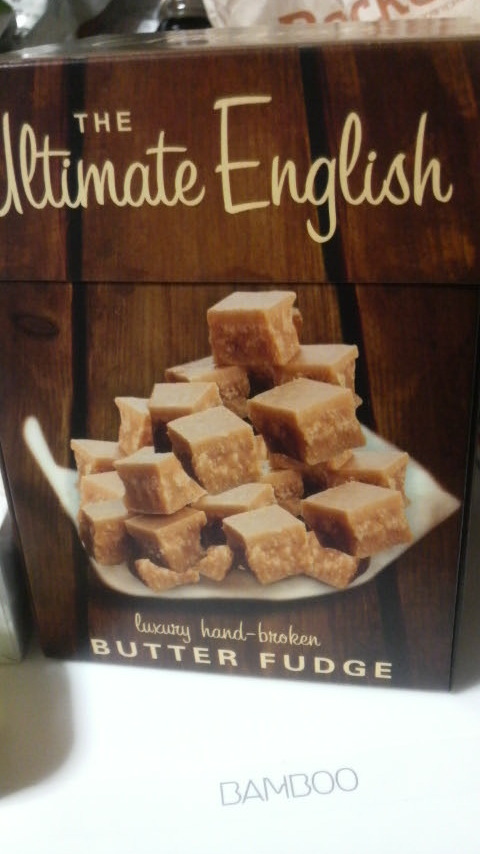 THE
Ultimate English
luxury hand-broken
BUTTER FUDGE
BAMBOO